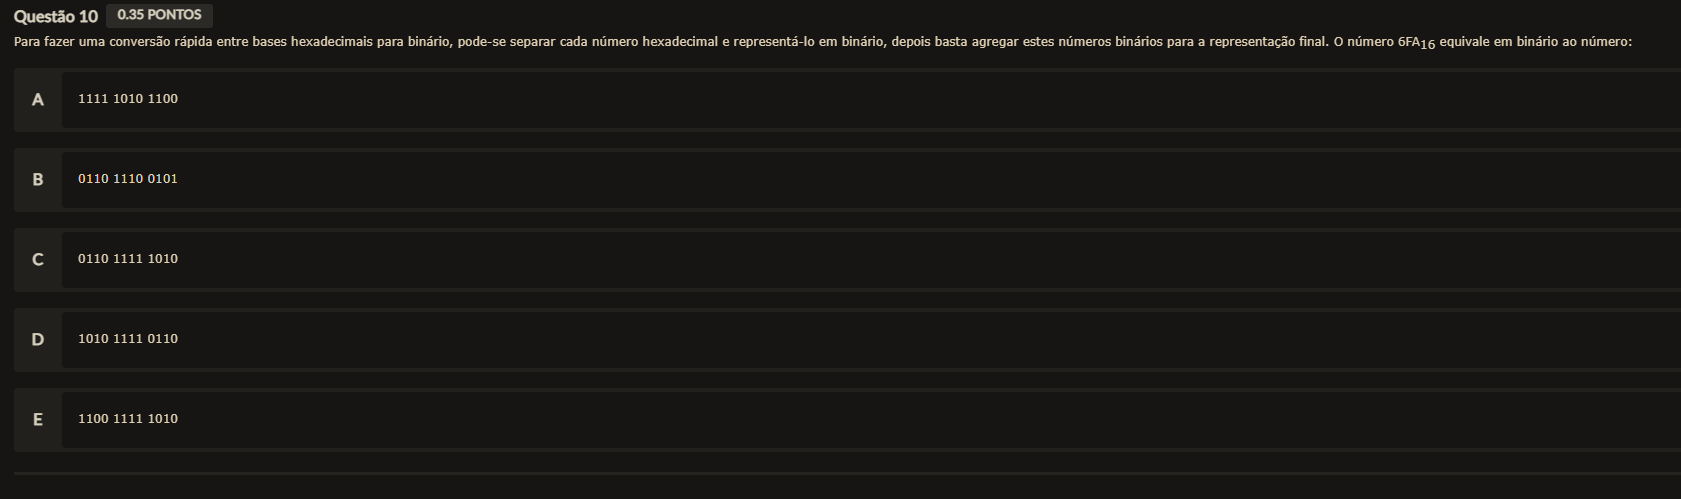 Questão 10 0.35 PONTOS
Para fazer uma conversão rápida entre bases hexadecimais para binário, pode-se separar cada número hexadecimal e representá-lo em binário, depois basta agregar estes números binários para a representação final. O número 6FA16 equivale em binário ao número:
A 1111 1010 1100
B 0110 1110 0101
C 0110 1111 1010
D 1010 1111 0110
E 1100 1111 1010